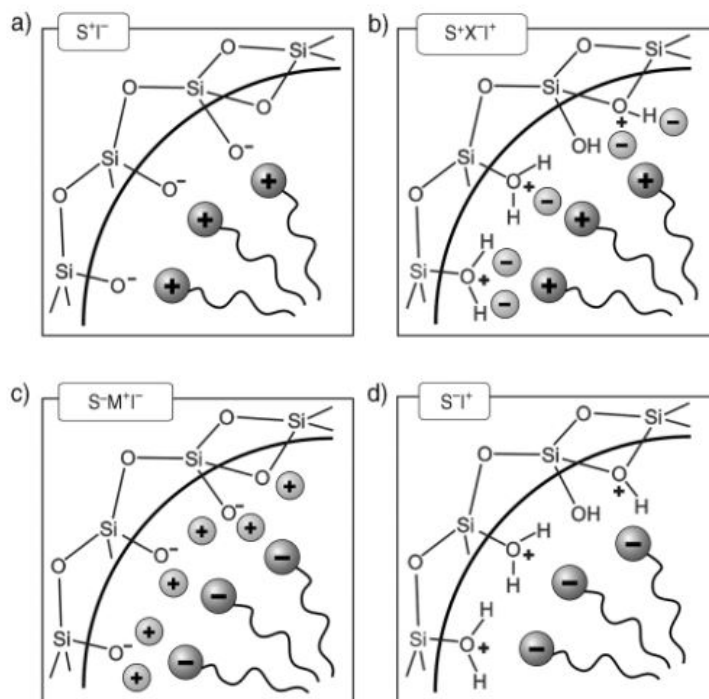 a) S⁺I⁻
O Si
O Si O
Si O⁻
O⁻
O
Si O⁻
+
+
+
b) S⁺X⁻I⁺
O Si
O Si O H
+ −
OH −
Si H
O +
H −
O +
+
H −
Si O +
H − +
c) S⁻M⁺I⁻
O Si
O Si O
+
O⁻
Si + +
O⁻ −
O + −
Si +
O⁻ −
+
d) S⁻I⁺
O Si
O Si O
+ H
OH
Si H
O + −
H −
O H
Si O + −
H